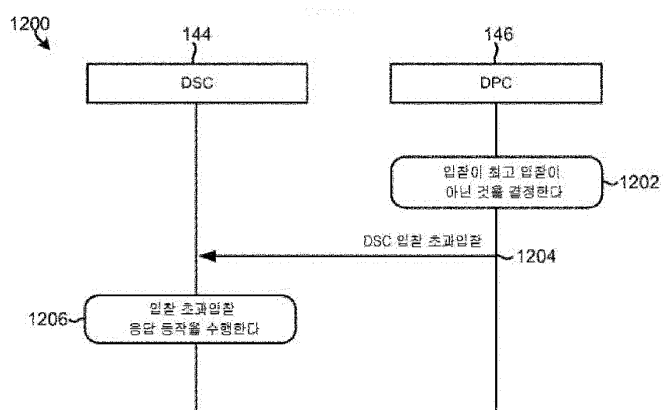 1200
144
146
DSC
DPC
입찰이 최고 입찰이
아닌 것을 결정한다
1202
DSC 입찰 초과입찰
1204
1206
입찰 초과입찰
응답 동작을 수행한다